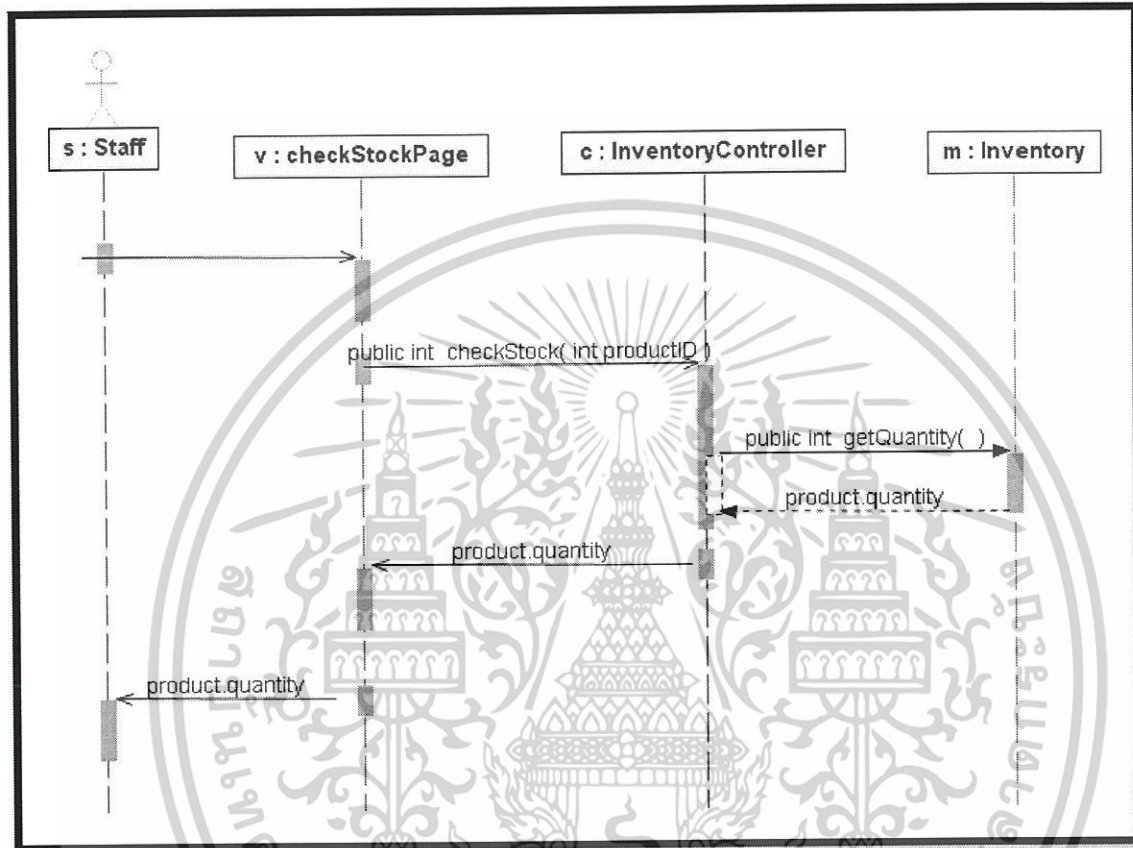 s : Staff
v : checkStockPage
c : InventoryController
m : Inventory
public int checkStock( int productID )
public int getQuantity( )
product.quantity
product.quantity
product.quantity